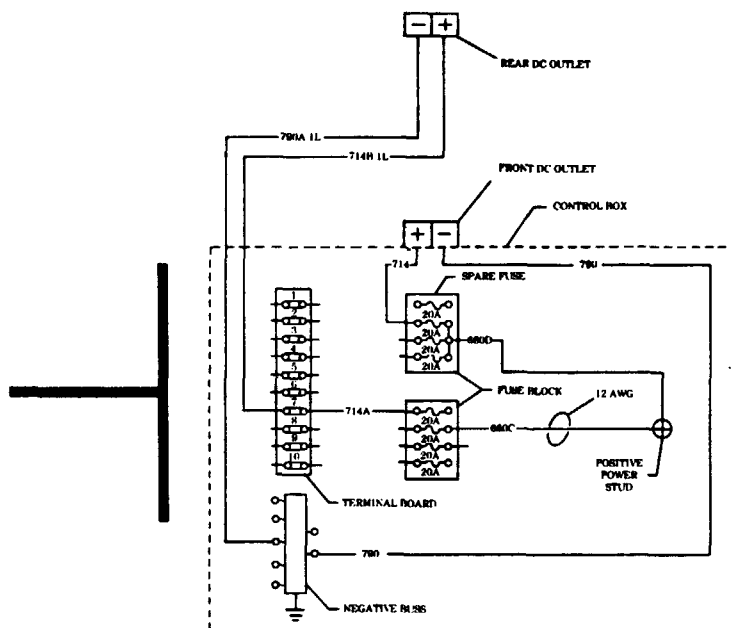 − +
REAR DC OUTLET
790A 1L
714B 1L
FRONT DC OUTLET
CONTROL BOX
+ −
714
790
SPARE FUSE
1
2
3
4
5
6
7
8
9
10
20A
20A
20A
20A
680D
FUSE BLOCK
12 AWG
714A
20A
20A
20A
20A
680C
POSITIVE
POWER
STUD
TERMINAL BOARD
790
NEGATIVE BUSS